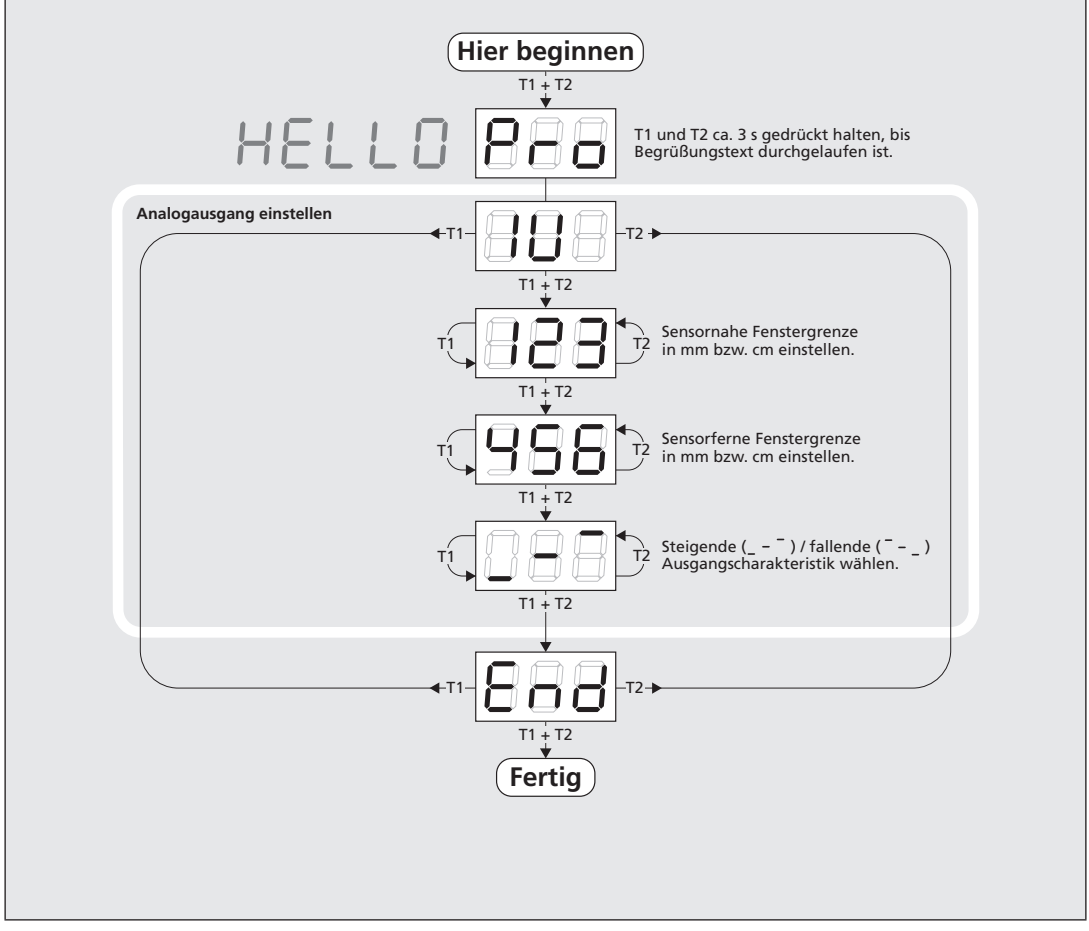 Hier beginnen
T1 + T2
HELLO Pro
T1 und T2 ca. 3 s gedrückt halten, bis
Begrüßungstext durchgelaufen ist.
Analogausgang einstellen
T1 IU T2
T1 + T2
T1 123 T2
Sensornahe Fenstergrenze
in mm bzw. cm einstellen.
T1 + T2
T1 456 T2
Sensorferne Fenstergrenze
in mm bzw. cm einstellen.
T1 + T2
T1 _ – ¯ T2
Steigende (_ – ¯) / fallende (¯ – _)
Ausgangscharakteristik wählen.
T1 + T2
T1 End T2
T1 + T2
Fertig